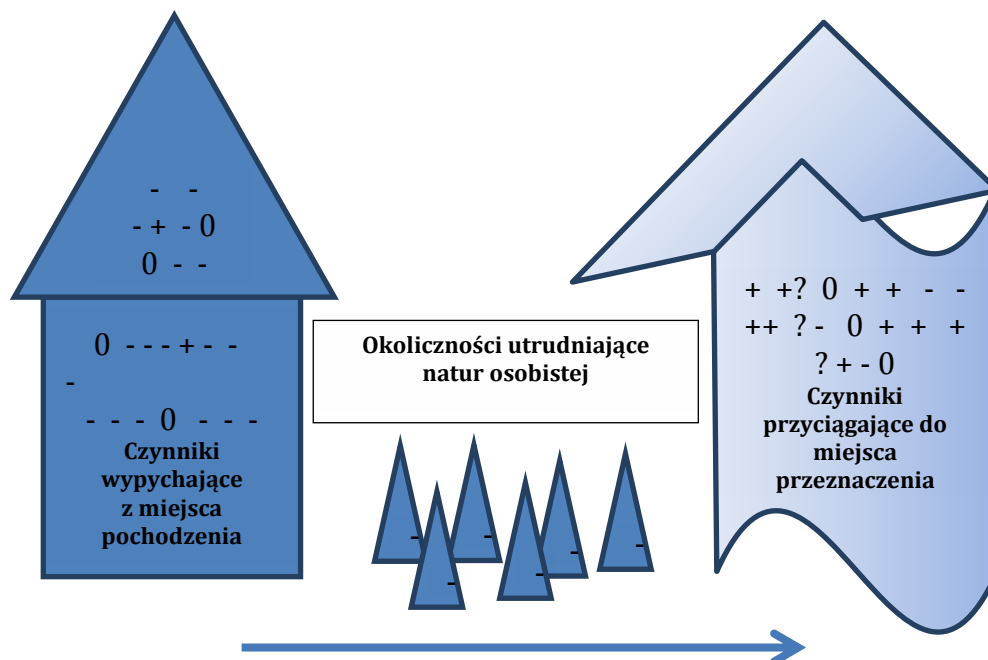 - -
- + - 0
0 - -
0 - - - + - -
-
- - - 0 - - -
Czynniki
wypychające
z miejsca
pochodzenia
Okoliczności utrudniające
natur osobistej
- - - - - - -
+ +? 0 + + - -
++ ? - 0 + + +
? + - 0
Czynniki
przyciągające do
miejsca
przeznaczenia